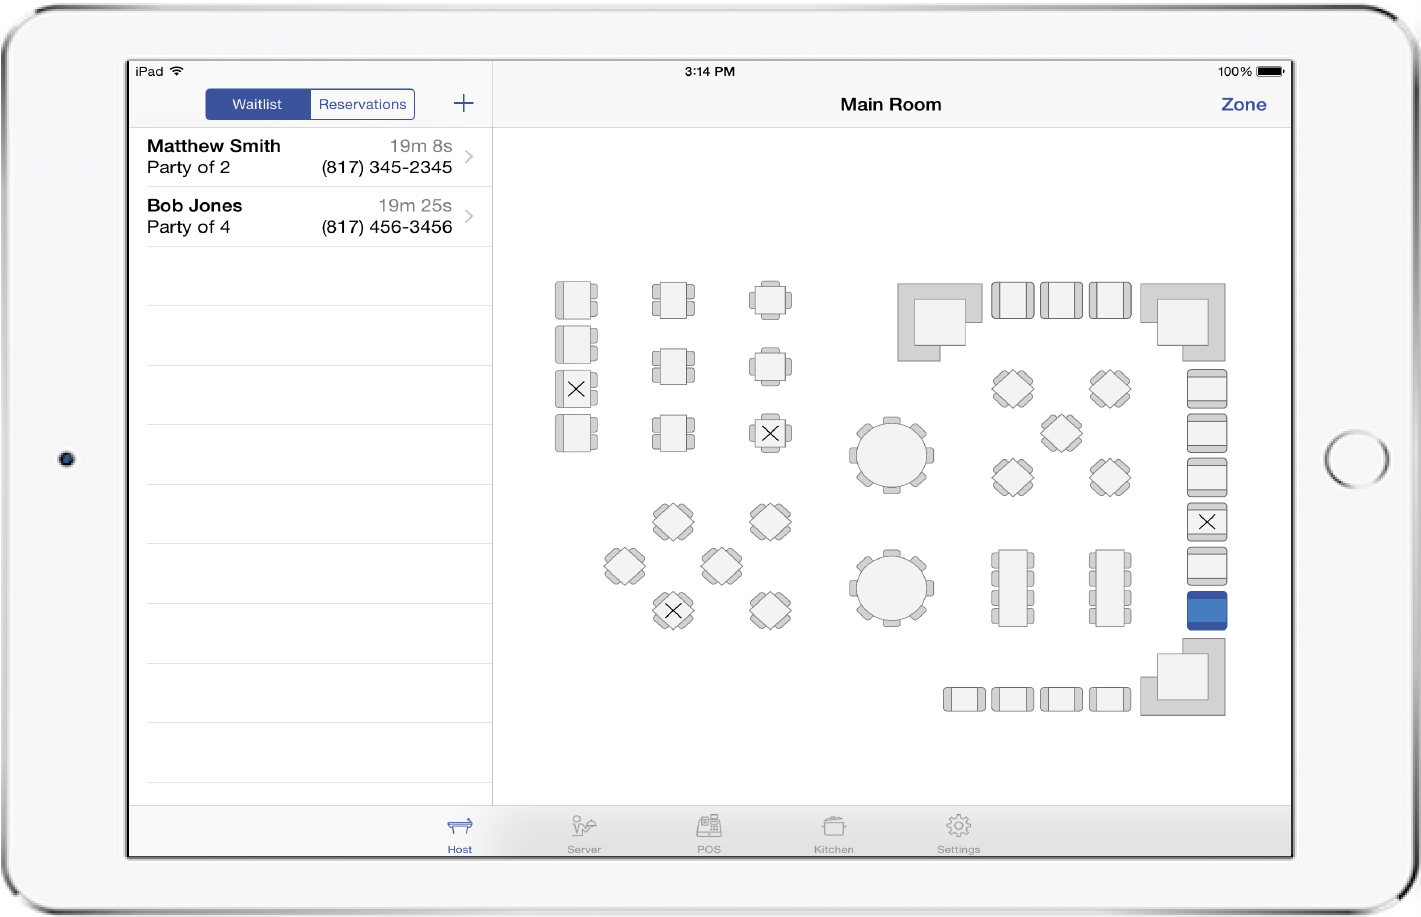 iPad 3:14 PM 100%
Waitlist Reservations + Main Room Zone
Matthew Smith 19m 8s
Party of 2 (817) 345-2345
Bob Jones 19m 25s
Party of 4 (817) 456-3456
Host Server POS Kitchen Settings